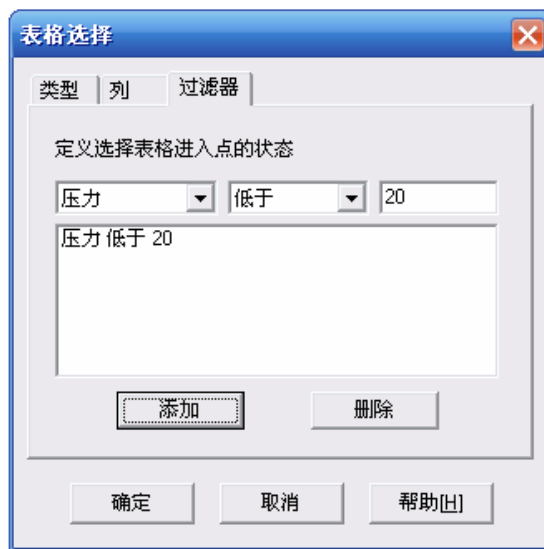 表格选择
类型 列 过滤器
定义选择表格进入点的状态
压力 低于 20
压力 低于 20
添加 删除
确定 取消 帮助[H]